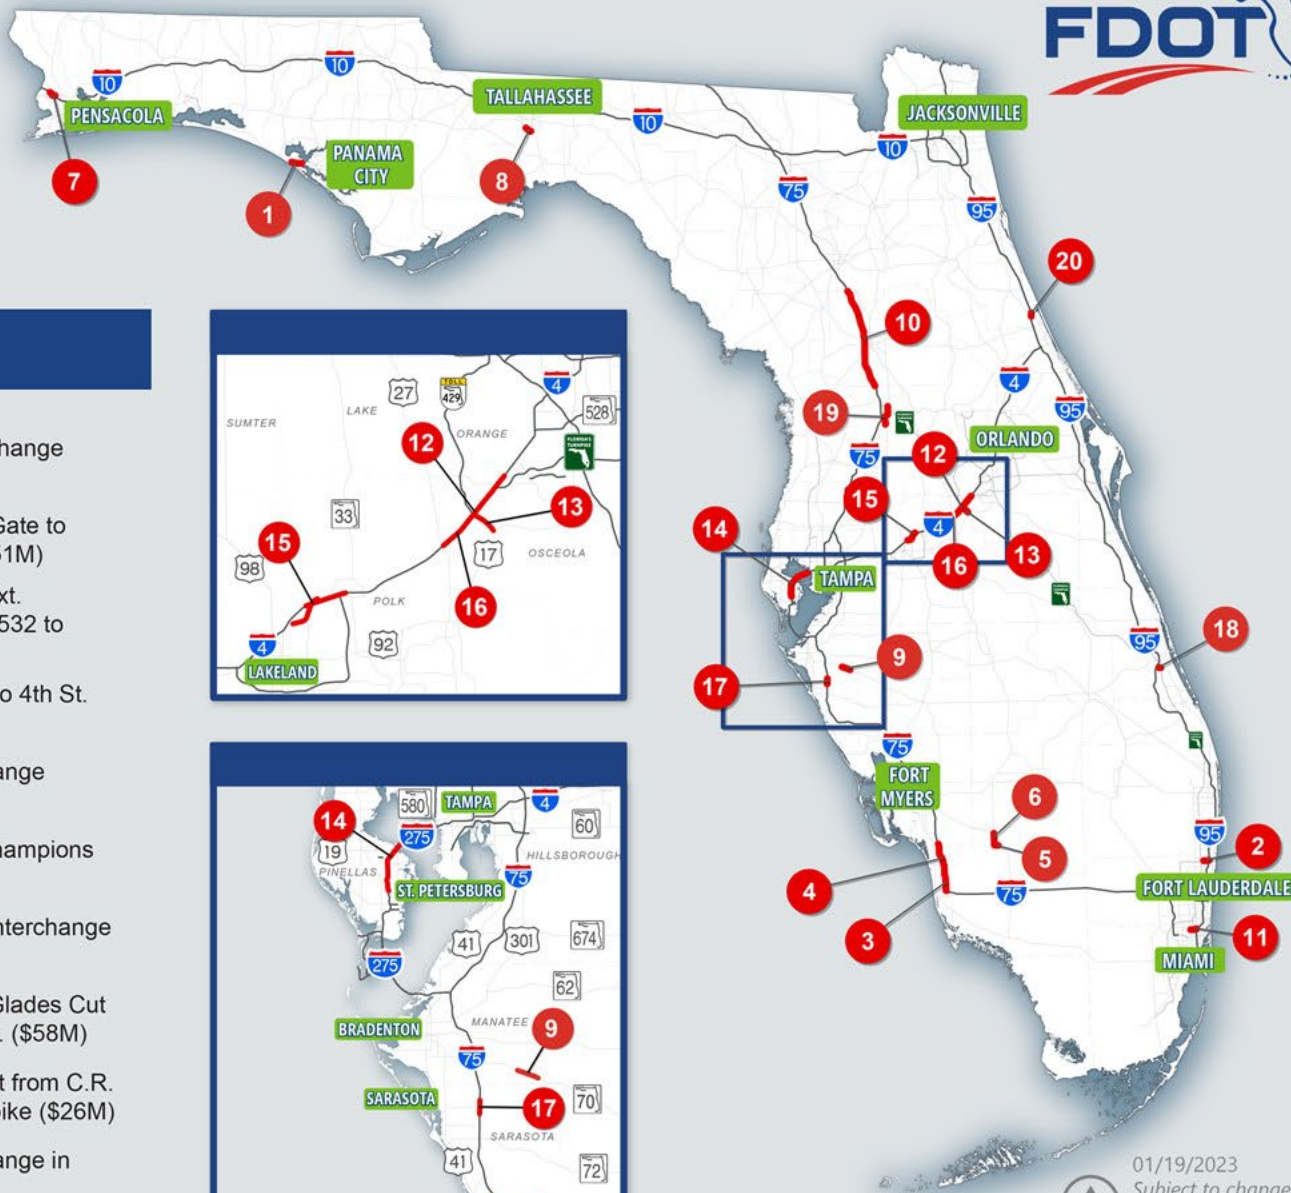 FDOT
10
10
TALLAHASSEE
PENSACOLA
10
JACKSONVILLE
10
PANAMA
CITY
7
8
75
1
95
20
10
4
19
95
ORLANDO
75
12
15
4
14
13
16
TAMPA
95
18
9
17
75
FORT
MYERS
6
5
95
2
4
75
FORT LAUDERDALE
3
11
MIAMI
hange
Gate to
51M)
xt.
532 to
o 4th St.
ange
hampions
nterchange
Glades Cut
. ($58M)
t from C.R.
pike ($26M)
ange in
27
TOLL
429
4
528
SUMTER
LAKE
ORANGE
12
FLORIDA'S
TURNPIKE
33
13
15
17
OSCEOLA
98
POLK
16
92
4
LAKELAND
580
TAMPA
4
14
275
60
19
HILLSBOROUGH
PINELLAS
75
ST. PETERSBURG
41
301
674
275
62
MANATEE
9
BRADENTON
75
SARASOTA
70
17
SARASOTA
41
72
01/19/2023
Subject to change